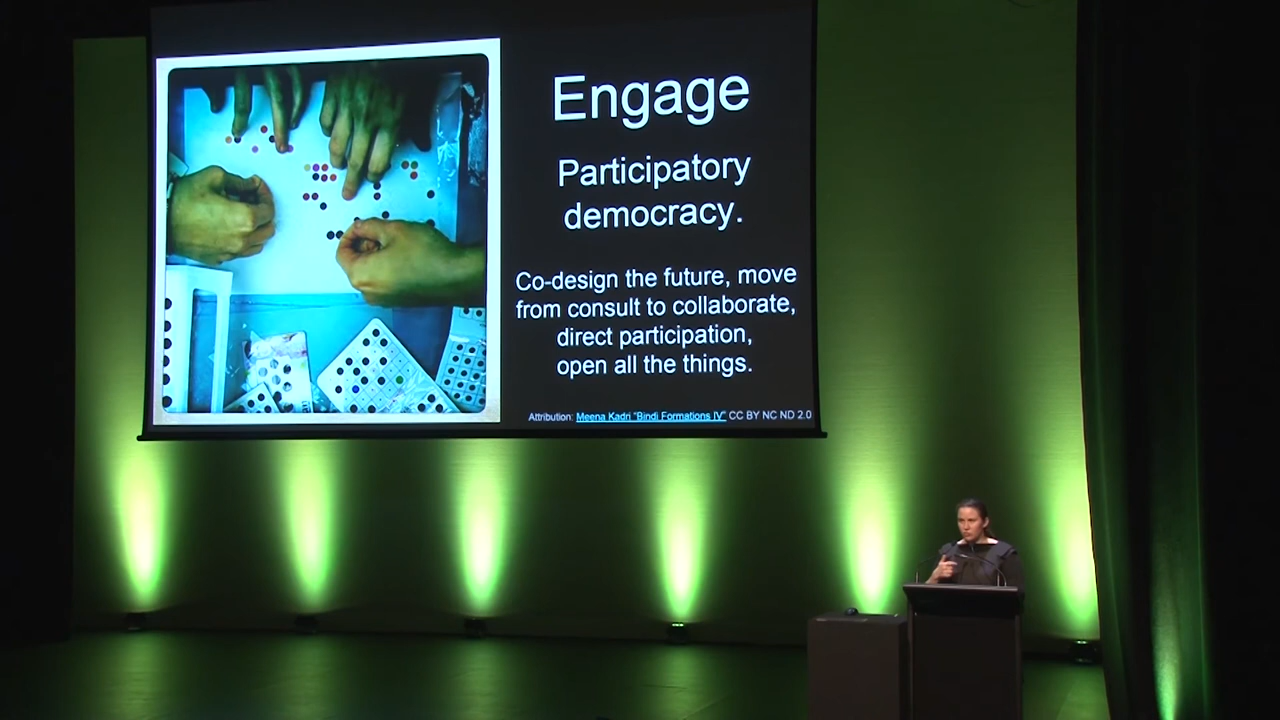 Engage
Participatory
democracy.
Co-design the future, move
from consult to collaborate,
direct participation,
open all the things.
Attribution: Meena Kadri "Bindi Formations IV" CC BY NC ND 2.0